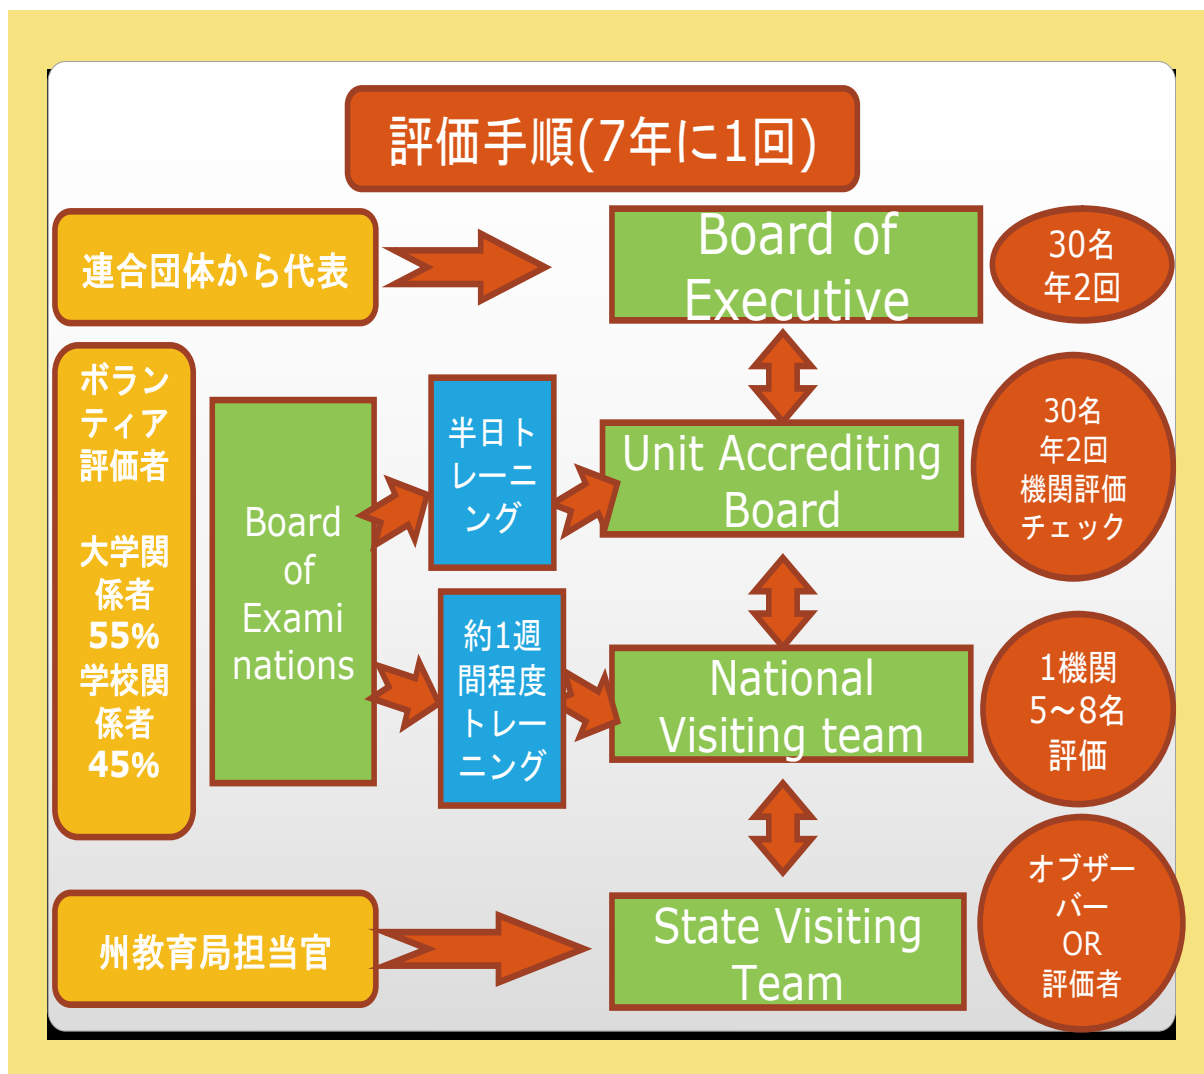 評価手順(7年に1回)
連合団体から代表
Board of
Executive
30名
年2回
ボラン
ティア
評価者
大学関
係者
55%
学校関
係者
45%
Board
of
Exami
nations
半日ト
レーニ
ング
Unit Accrediting
Board
30名
年2回
機関評価
チェック
約1週
間程度
トレー
ニング
National
Visiting team
1機関
5～8名
評価
州教育局担当官
State Visiting
Team
オブザー
バー
OR
評価者